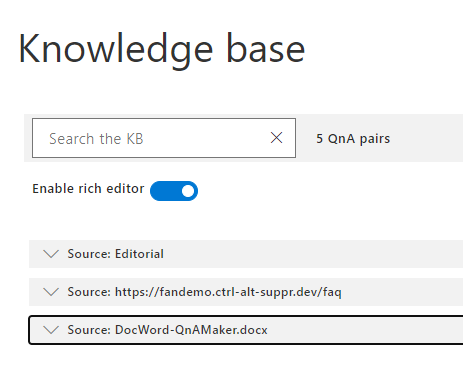 Knowledge base
Search the KB
5 QnA pairs
Enable rich editor
Source: Editorial
Source: https://fandemo.ctrl-alt-suppr.dev/faq
Source: DocWord-QnAMaker.docx